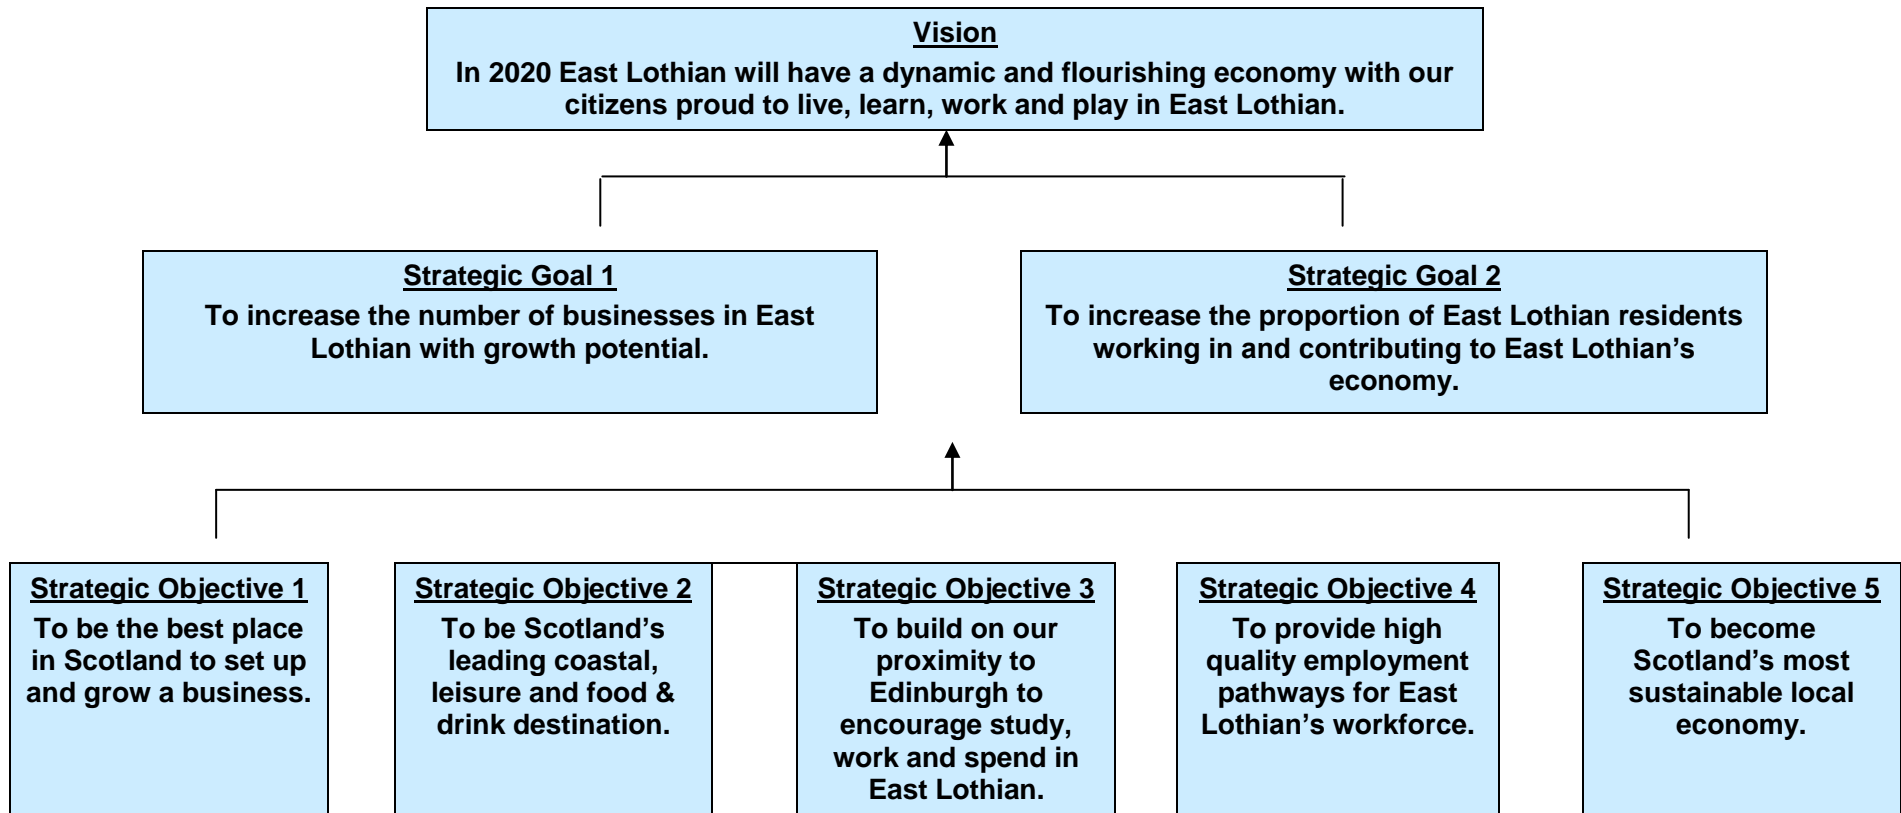 Vision
In 2020 East Lothian will have a dynamic and flourishing economy with our
citizens proud to live, learn, work and play in East Lothian.
Strategic Goal 1
To increase the number of businesses in East
Lothian with growth potential.
Strategic Goal 2
To increase the proportion of East Lothian residents
working in and contributing to East Lothian’s
economy.
Strategic Objective 1
To be the best place
in Scotland to set up
and grow a business.
Strategic Objective 2
To be Scotland’s
leading coastal,
leisure and food &
drink destination.
Strategic Objective 3
To build on our
proximity to
Edinburgh to
encourage study,
work and spend in
East Lothian.
Strategic Objective 4
To provide high
quality employment
pathways for East
Lothian’s workforce.
Strategic Objective 5
To become
Scotland’s most
sustainable local
economy.